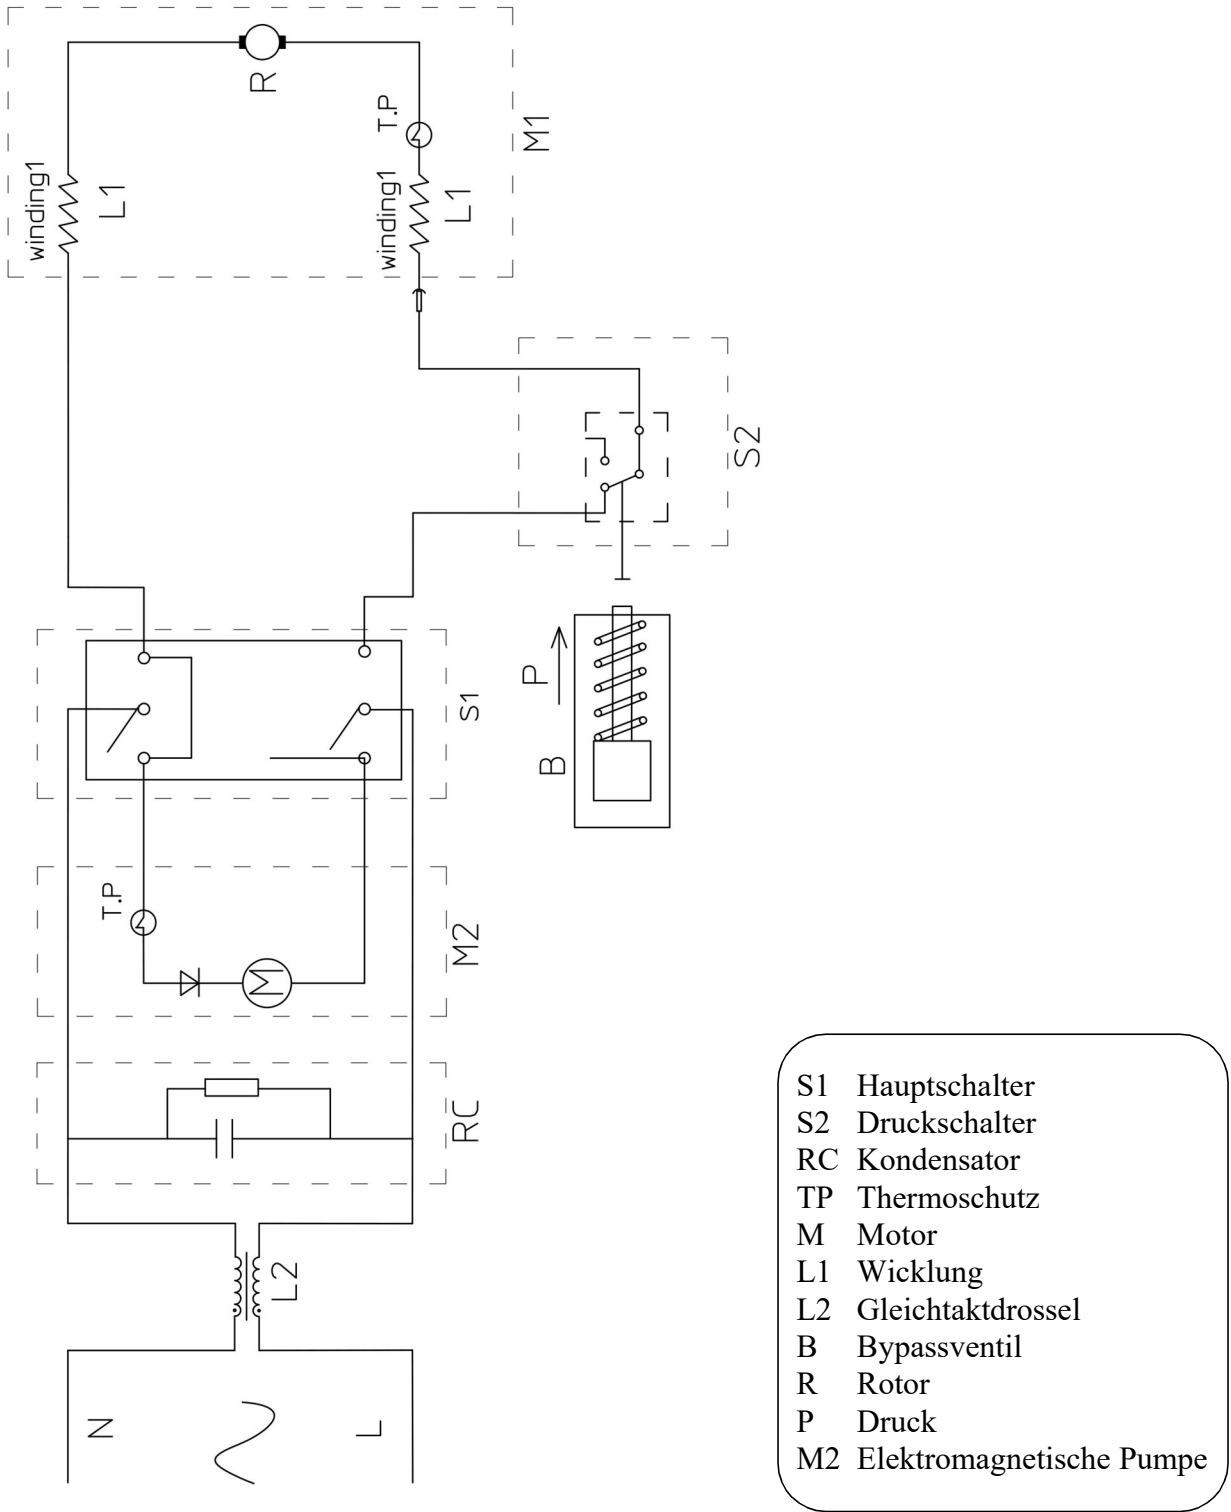 R
T.P
M1
winding1
L1
winding1
L1
S2
S1
P
B
T.P
M2
M
RC
L2
N
L
S1 Hauptschalter
S2 Druckschalter
RC Kondensator
TP Thermoschutz
M Motor
L1 Wicklung
L2 Gleichtaktdrossel
B Bypassventil
R Rotor
P Druck
M2 Elektromagnetische Pumpe